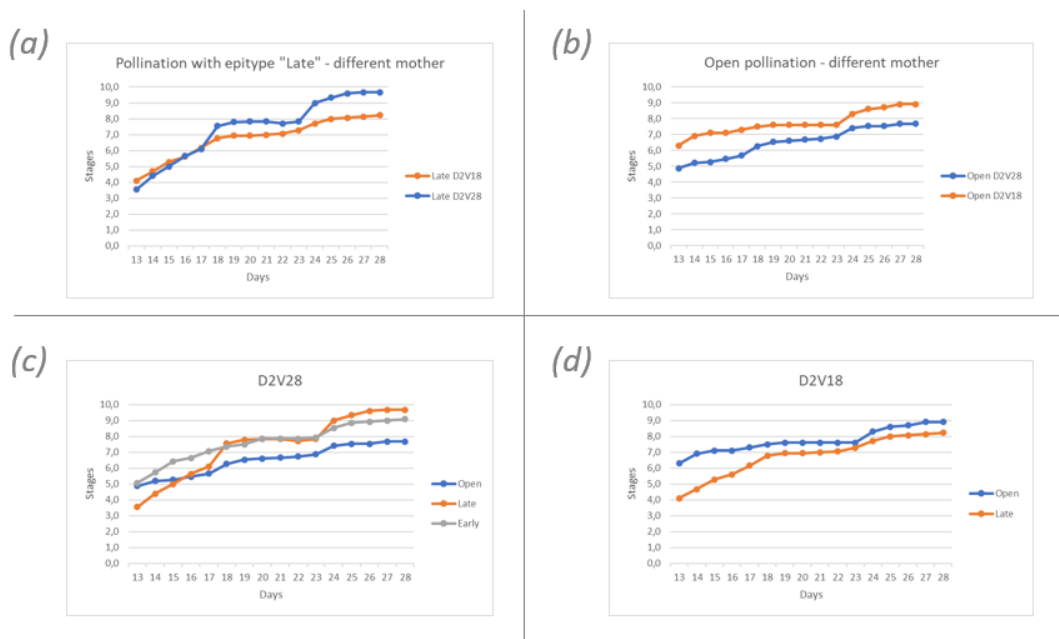 (a)
Pollination with epitype "Late" - different mother
10,0
9,0
8,0
7,0
6,0
5,0
4,0
3,0
2,0
1,0
0,0
Stages
13 14 15 16 17 18 19 20 21 22 23 24 25 26 27 28
Days
Late D2V18
Late D2V28
(b)
Open pollination - different mother
10,0
9,0
8,0
7,0
6,0
5,0
4,0
3,0
2,0
1,0
0,0
Stages
13 14 15 16 17 18 19 20 21 22 23 24 25 26 27 28
Days
Open D2V28
Open D2V18
(c)
D2V28
10,0
9,0
8,0
7,0
6,0
5,0
4,0
3,0
2,0
1,0
0,0
Stages
13 14 15 16 17 18 19 20 21 22 23 24 25 26 27 28
Days
Open
Late
Early
(d)
D2V18
10,0
9,0
8,0
7,0
6,0
5,0
4,0
3,0
2,0
1,0
0,0
Stages
13 14 15 16 17 18 19 20 21 22 23 24 25 26 27 28
Days
Open
Late